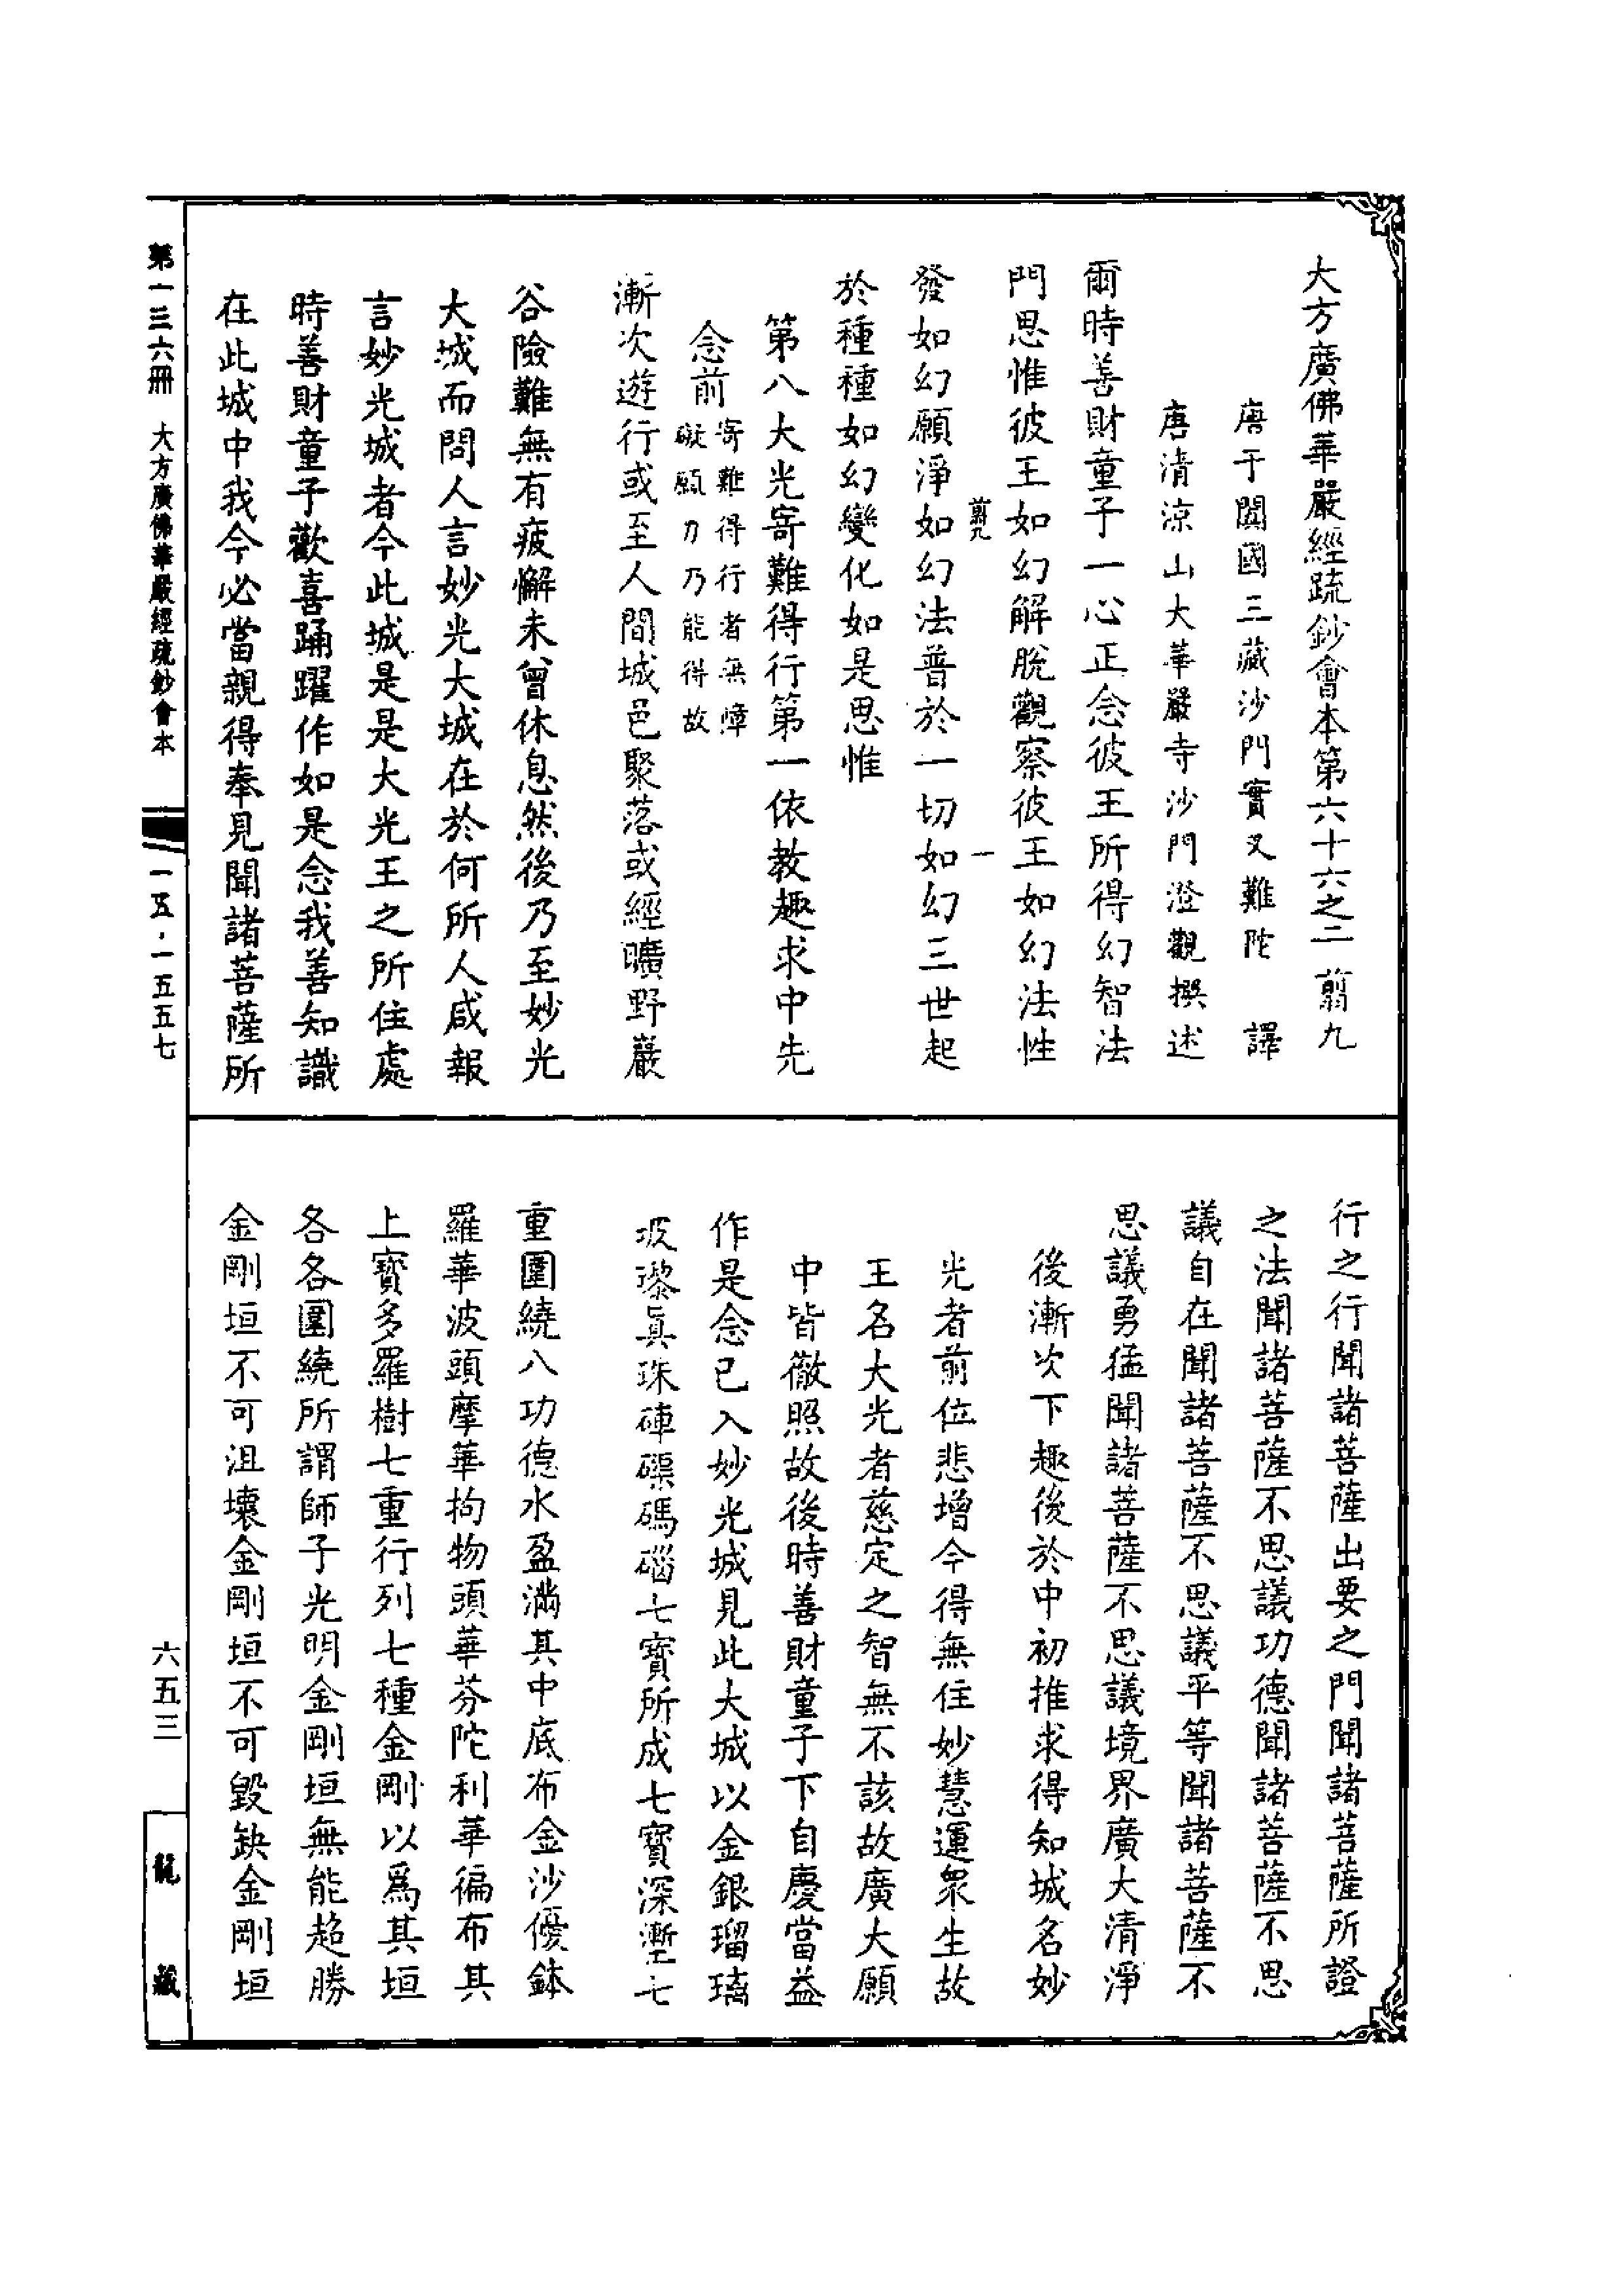 大方廣佛華嚴經疏鈔會本第六十六之二 翦九
唐于闐國三藏沙門實叉難陀 譯
唐清涼山大華嚴寺沙門澄觀撰述
爾時善財童子一心正念彼王所得幻智法
門思惟彼王如幻解脫觀察彼王如幻法性
翦九 一
發如幻願淨如幻法普於一切如幻三世起
於種種如幻變化如是思惟
第八大光寄難得行第一依教趣求中先
念前寄難得行者無障
礙願力乃能得故
漸次遊行或至人間城邑聚落或經曠野巖
谷險難無有疲懈未曾休息然後乃至妙光
大城而問人言妙光大城在於何所人咸報
言妙光城者今此城是是大光王之所住處
時善財童子歡喜踊躍作如是念我善知識
在此城中我今必當親得奉見聞諸菩薩所
行之行聞諸菩薩出要之門聞諸菩薩所證
之法聞諸菩薩不思議功德聞諸菩薩不思
議自在聞諸菩薩不思議平等聞諸菩薩不
思議勇猛聞諸菩薩不思議境界廣大清淨
後漸次下趣後於中初推求得知城名妙
光者前位悲增今得無住妙慧運眾生故
王名大光者慈定之智無不該故廣大願
中皆徹照故後時善財童子下自慶當益
作是念已入妙光城見此大城以金銀瑠璃
玻瓈真珠硨磲碼碯七寶所成七寶深塹七
重圍繞八功德水盈滿其中底布金沙優鉢
羅華波頭摩華拘物頭華芬陀利華徧布其
上寶多羅樹七重行列七種金剛以為其垣
各各圍繞所謂師子光明金剛垣無能超勝
金剛垣不可沮壞金剛垣不可毀缺金剛垣
第一三六冊 大方廣佛華嚴經疏鈔會本
一五·一五五七
六五三
龍藏